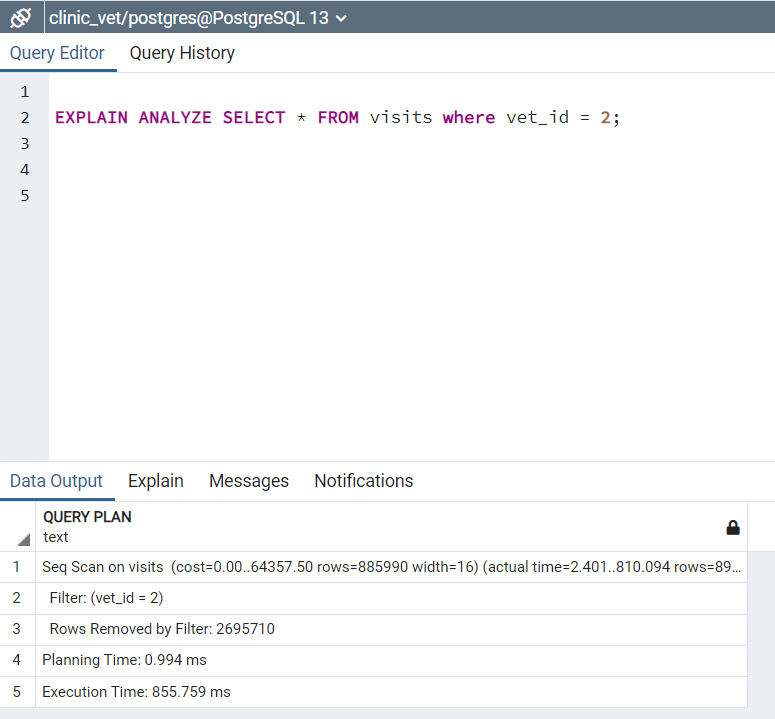 clinic_vet/postgres@PostgreSQL 13
Query Editor Query History
1
2 EXPLAIN ANALYZE SELECT * FROM visits where vet_id = 2;
3
4
5
Data Output Explain Messages Notifications
QUERY PLAN
text
1 Seq Scan on visits (cost=0.00..64357.50 rows=885990 width=16) (actual time=2.401..810.094 rows=89...
2 Filter: (vet_id = 2)
3 Rows Removed by Filter: 2695710
4 Planning Time: 0.994 ms
5 Execution Time: 855.759 ms